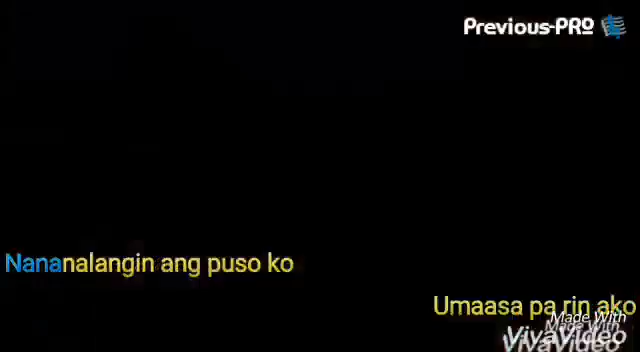 Previous-PRO
Nananalangin ang puso ko
Umaasa pa rin ako
Made With
VivaVideo